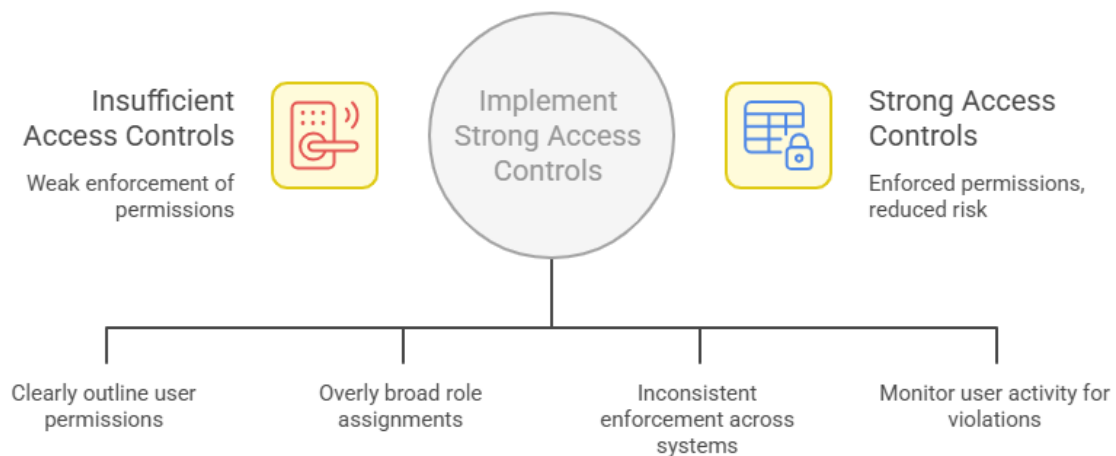 Insufficient
Access Controls
Weak enforcement of
permissions
Implement
Strong Access
Controls
Strong Access
Controls
Enforced permissions,
reduced risk
Clearly outline user
permissions
Overly broad role
assignments
Inconsistent
enforcement across
systems
Monitor user activity for
violations